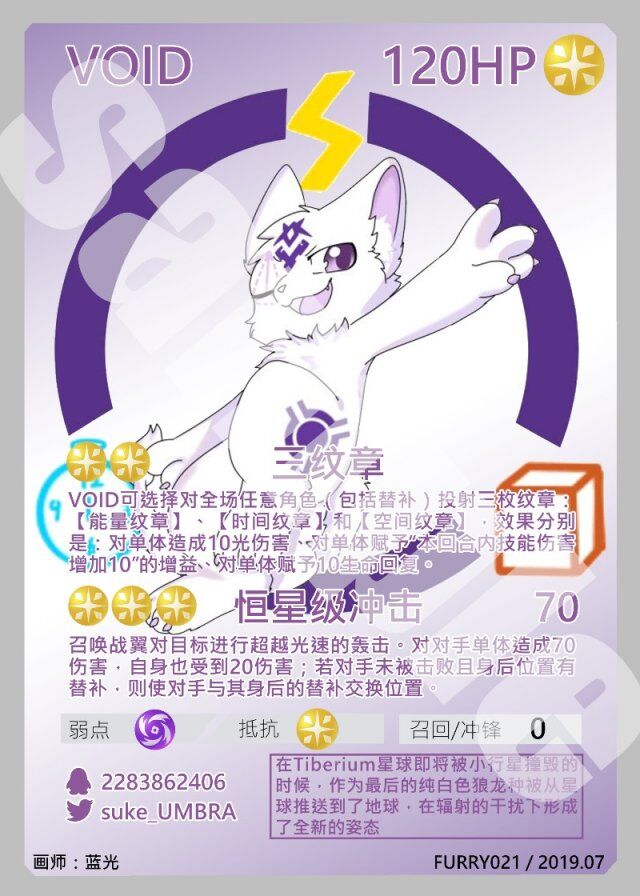 VOID
120HP
三纹章
VOID可选择对全场任意角色（包括替补）投射三枚纹章：
【能量纹章】、【时间纹章】和【空间纹章】，效果分别
是：对单体造成10光伤害、对单体赋予“本回合内技能伤害
增加10”的增益、对单体赋予10生命回复。
恒星级冲击
70
召唤战翼对目标进行超越光速的轰击。对对手单体造成70
伤害，自身也受到20伤害；若对手未被击败且身后位置有
替补，则使对手与其身后的替补交换位置。
弱点
抵抗
召回/冲锋 0
2283862406
suke_UMBRA
在Tiberium星球即将被小行星撞毁的
时候，作为最后的纯白色狼龙种被从星
球推送到了地球，在辐射的干扰下形成
了全新的姿态
画师：蓝光
FURRY021 / 2019.07